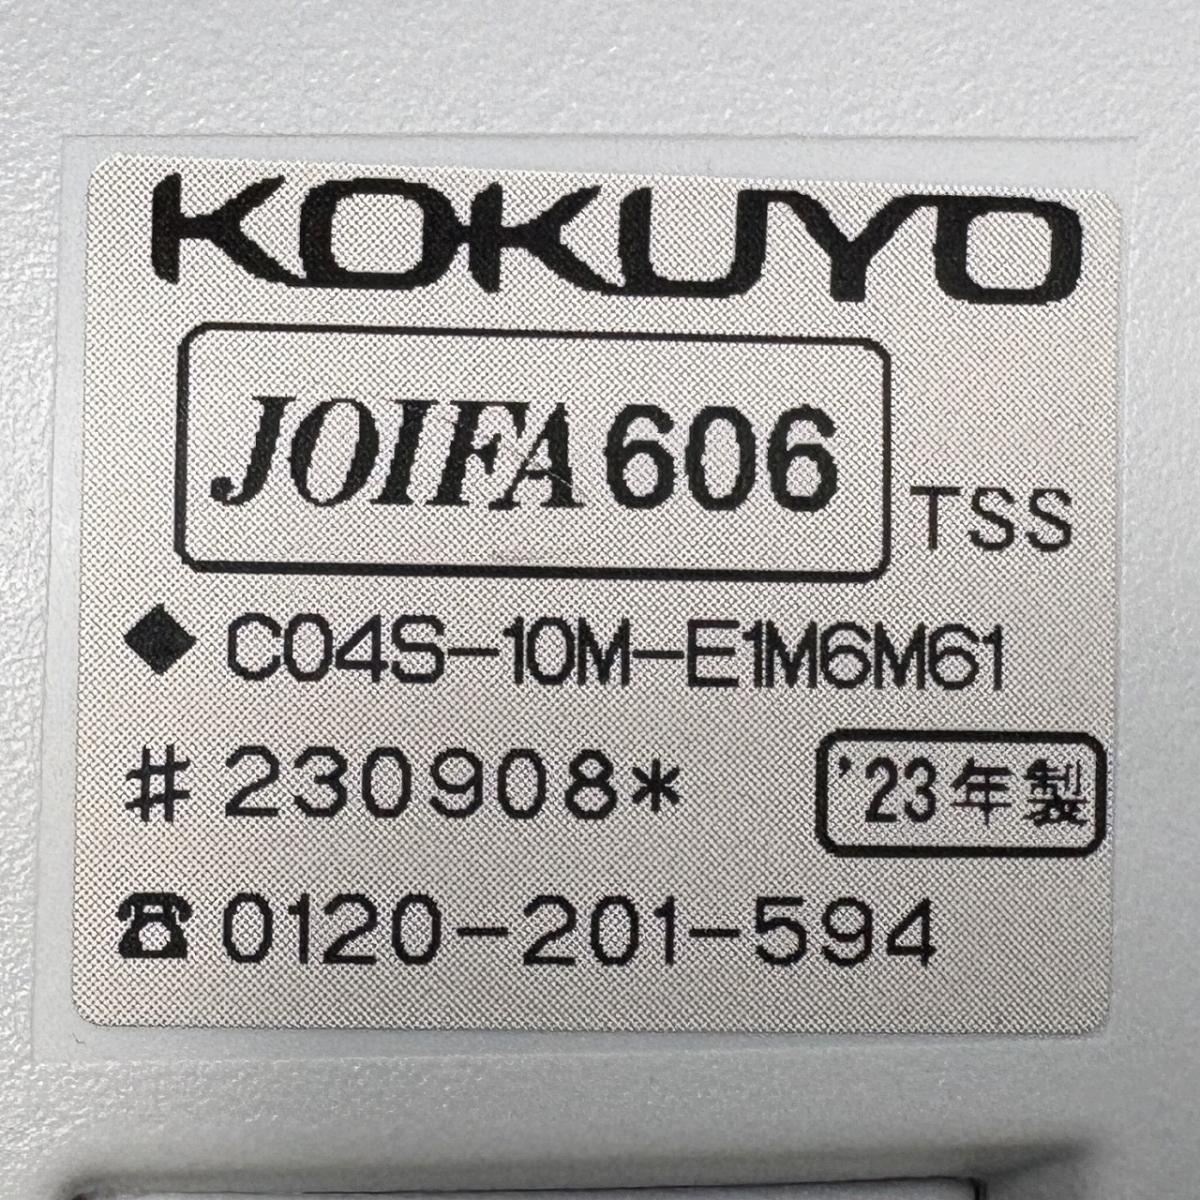 KOKUYO
JOIFA606 TSS
◆ C04S-10M-E1M6M61
#230908* '23年製
☎0120-201-594